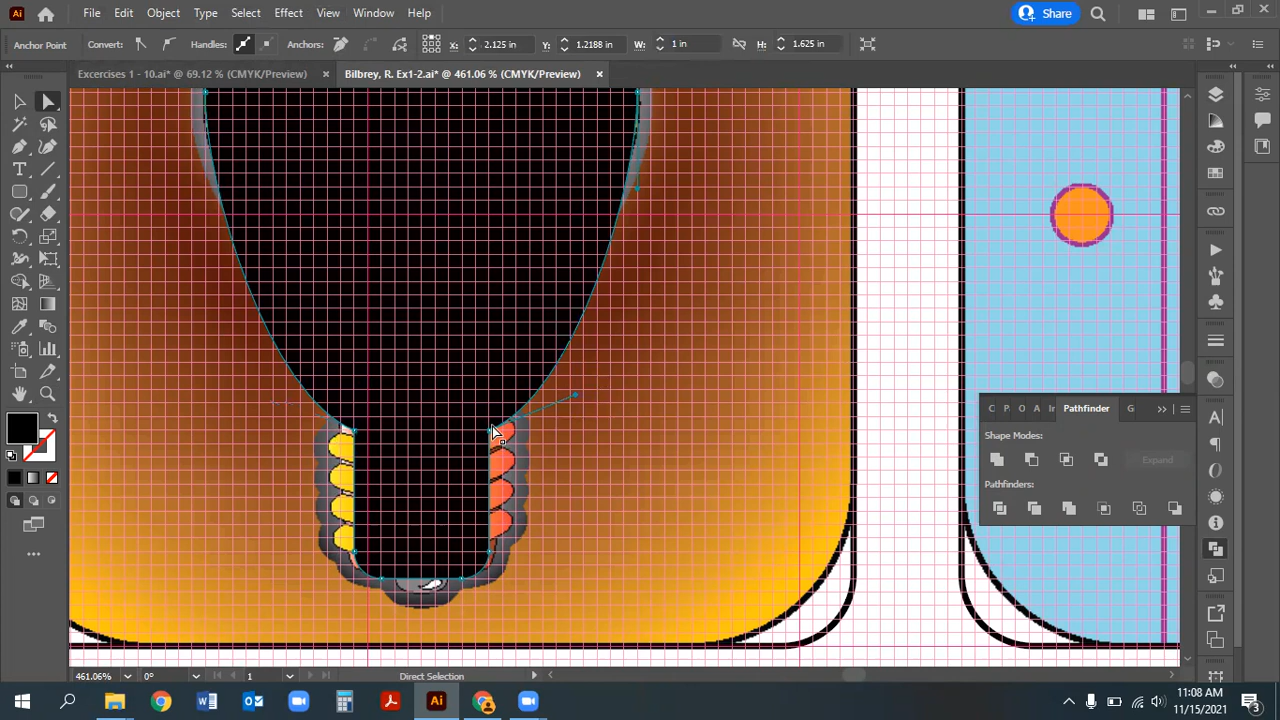 Ai File Edit Object Type Select Effect View Window Help Share
Anchor Point Convert: Handles: Anchors: X: 2.125 in Y: 1.2188 in W: 1 in H: 1.625 in
Excercises 1 - 10.ai* @ 69.12 % (CMYK/Preview) × Bilbrey, R. Ex1-2.ai* @ 461.06 % (CMYK/Preview) ×
C P. O A Ir Pathfinder G
Shape Modes:
Expand
Pathfinders:
461.06% 0° 1 Direct Selection
11:08 AM
11/15/2021
3